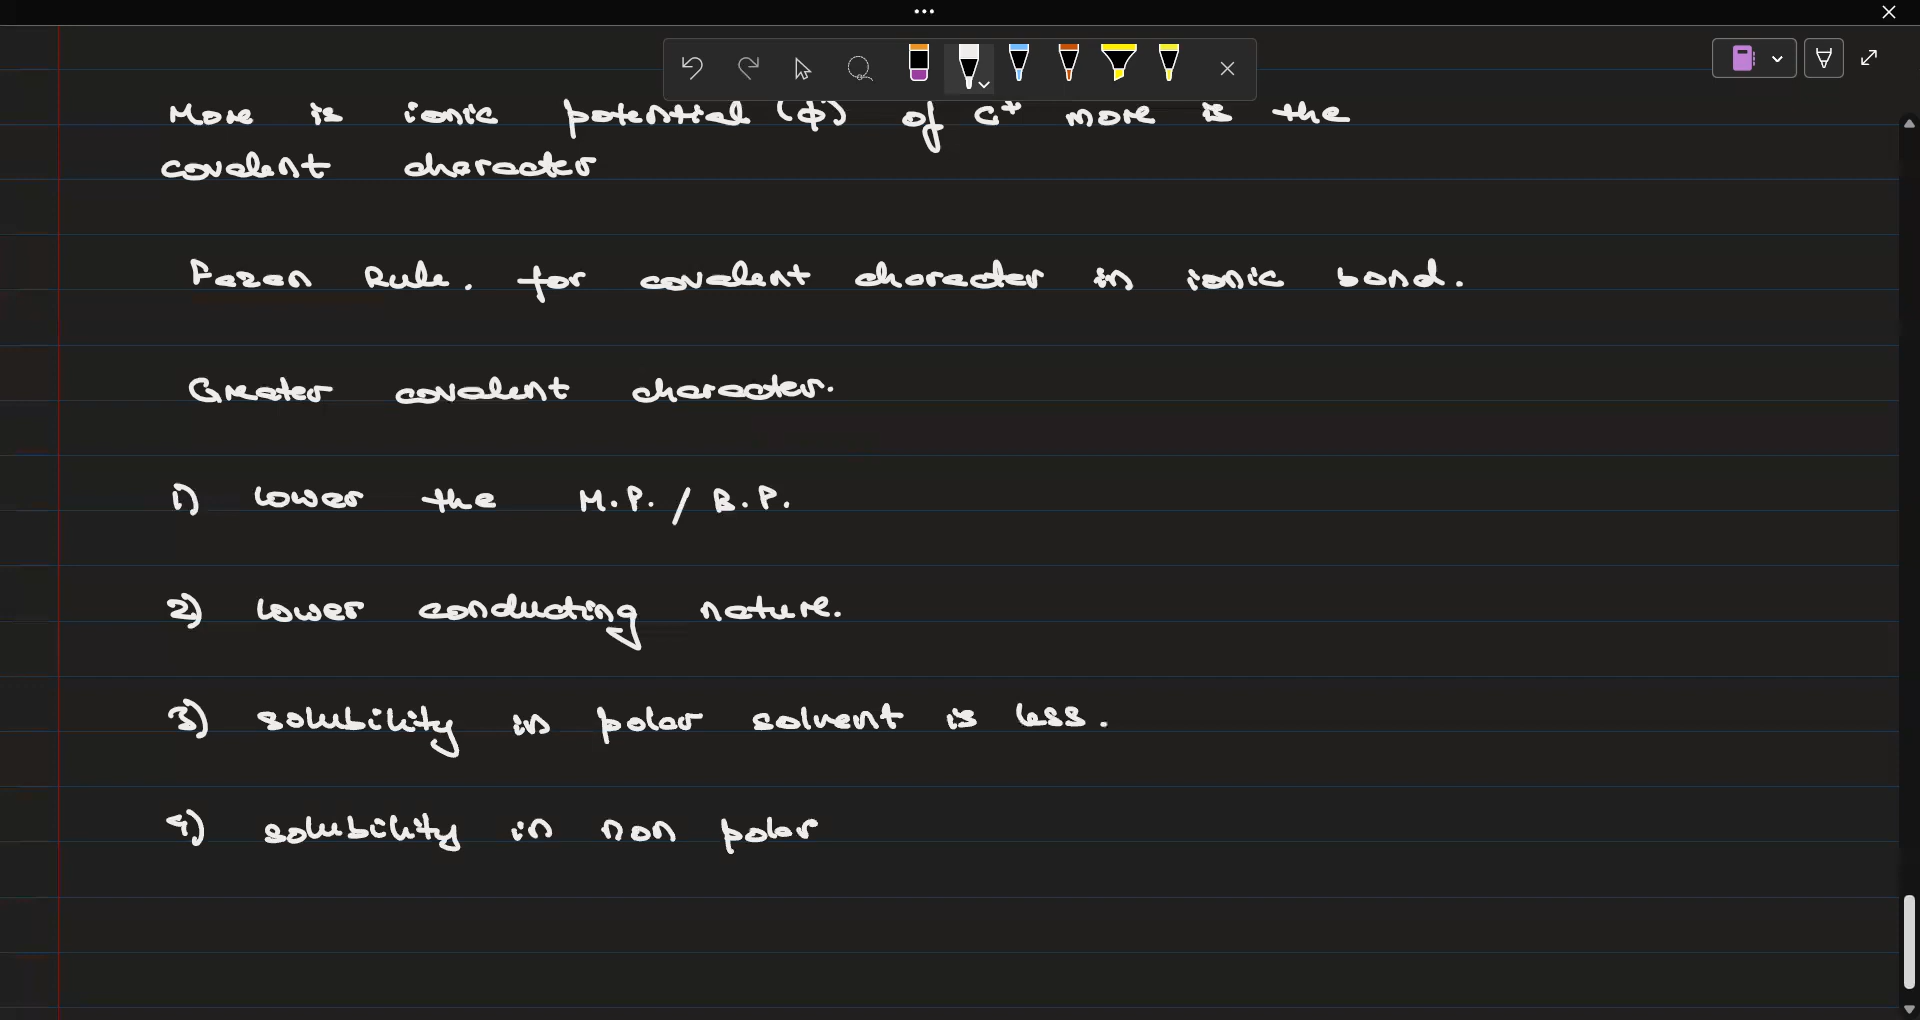 More is ionic potential (φ) of C⁺ more is the
covalent character
Fazan Rule. for covalent character in ionic bond.
Greater covalent character.
1) lower the M.P. / B.P.
2) lower conducting nature.
3) solubility in polar solvent is less.
4) solubility in non polar